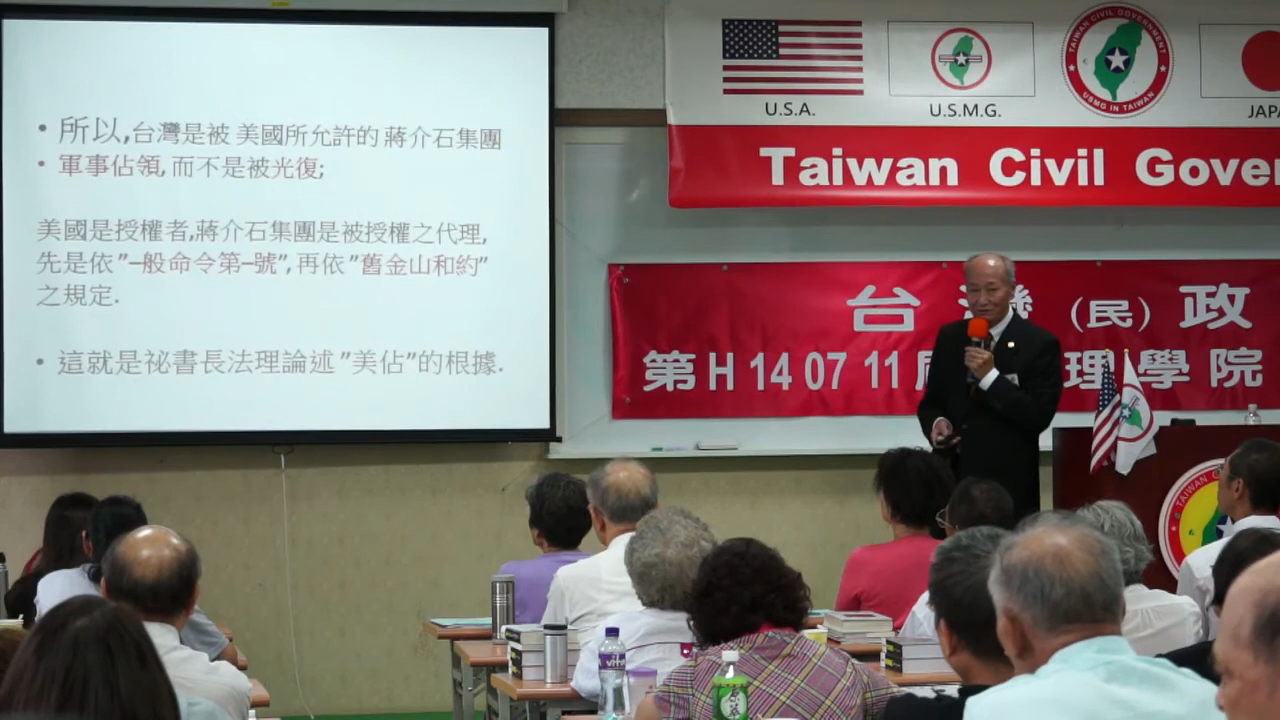 • 所以,台灣是被 美國所允許的 蔣介石集團
• 軍事佔領, 而不是被光復;
美國是授權者,蔣介石集團是被授權之代理,
先是依 ”一般命令第一號”, 再依 ”舊金山和約”
之規定.
• 這就是祕書長法理論述 ”美佔”的根據.
U.S.A.
U.S.M.G.
TAIWAN CIVIL GOVERNMENT
USMG IN TAIWAN
Taiwan Civil Gover
台 (民) 政
第 H 14 07 11 理 學 院